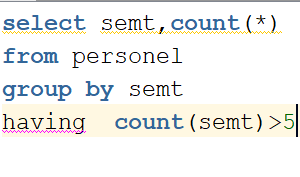 select semt,count(*)
from personel
group by semt
having  count(semt)>5